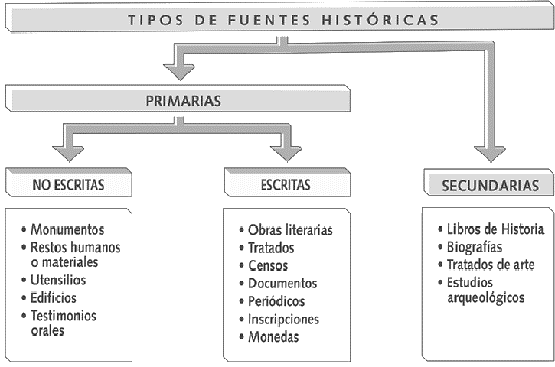 TIPOS DE FUENTES HISTÓRICAS
PRIMARIAS
NO ESCRITAS
ESCRITAS
SECUNDARIAS
• Monumentos
• Restos humanos
o materiales
• Utensilios
• Edificios
• Testimonios
orales
• Obras literarias
• Tratados
• Censos
• Documentos
• Periódicos
• Inscripciones
• Monedas
• Libros de Historia
• Biografías
• Tratados de arte
• Estudios
arqueológicos